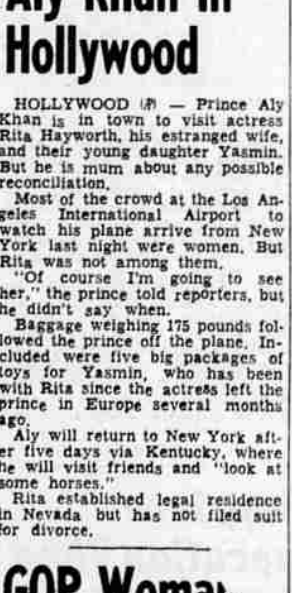 Aly Khan in
Hollywood
HOLLYWOOD (AP) — Prince Aly
Khan is in town to visit actress
Rita Hayworth, his estranged wife,
and their young daughter Yasmin.
But he is mum about any possible
reconciliation.
Most of the crowd at the Los An-
geles International Airport to
watch his plane arrive from New
York last night were women. But
Rita was not among them.
"Of course I'm going to see
her," the prince told reporters, but
he didn't say when.
Baggage weighing 175 pounds fol-
lowed the prince off the plane. In-
cluded were five big packages of
toys for Yasmin, who has been
with Rita since the actress left the
prince in Europe several months
ago.
Aly will return to New York aft-
er five days via Kentucky, where
he will visit friends and "look at
some horses."
Rita established legal residence
in Nevada but has not filed suit
for divorce.
GOP Woman